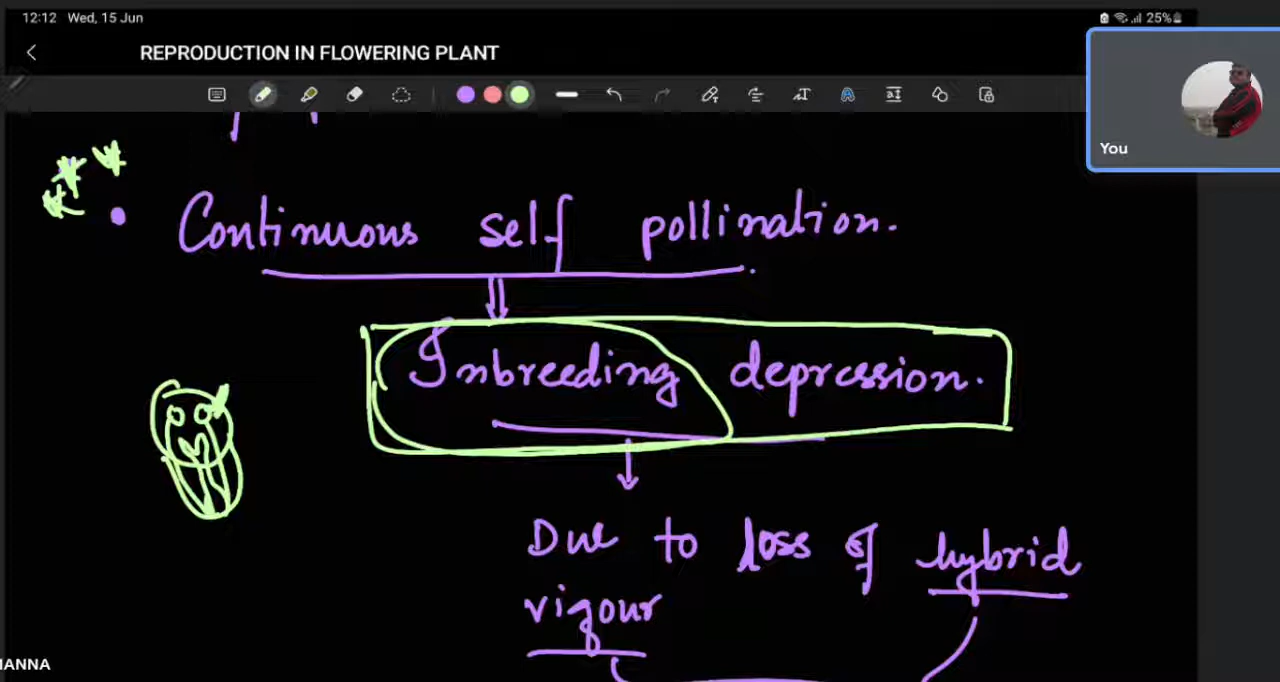 12:12 Wed, 15 Jun
25%
REPRODUCTION IN FLOWERING PLANT
You
Continuous self pollination.
Inbreeding depression.
Due to loss of hybrid
vigour
MANNA